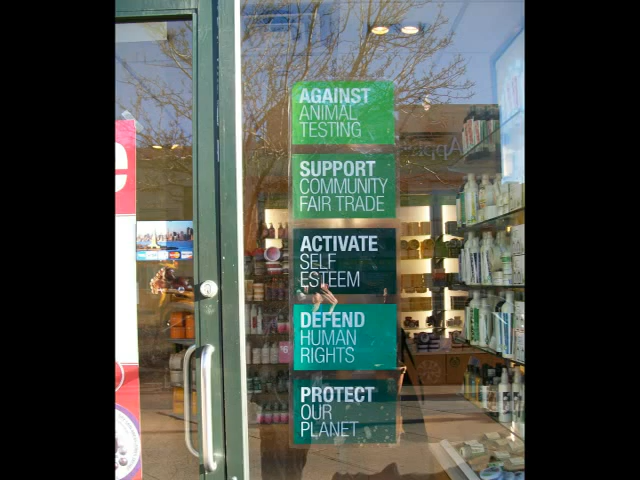 AGAINST
ANIMAL
TESTING
SUPPORT
COMMUNITY
FAIR TRADE
ACTIVATE
SELF
ESTEEM
DEFEND
HUMAN
RIGHTS
PROTECT
OUR
PLANET